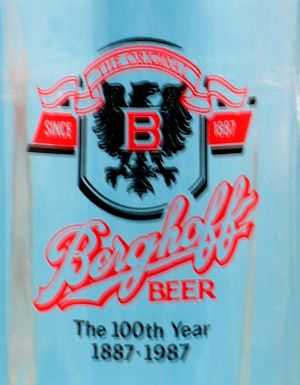 THE ORIGINAL
SINCE 1887
B
Berghoff
BEER
The 100th Year
1887-1987